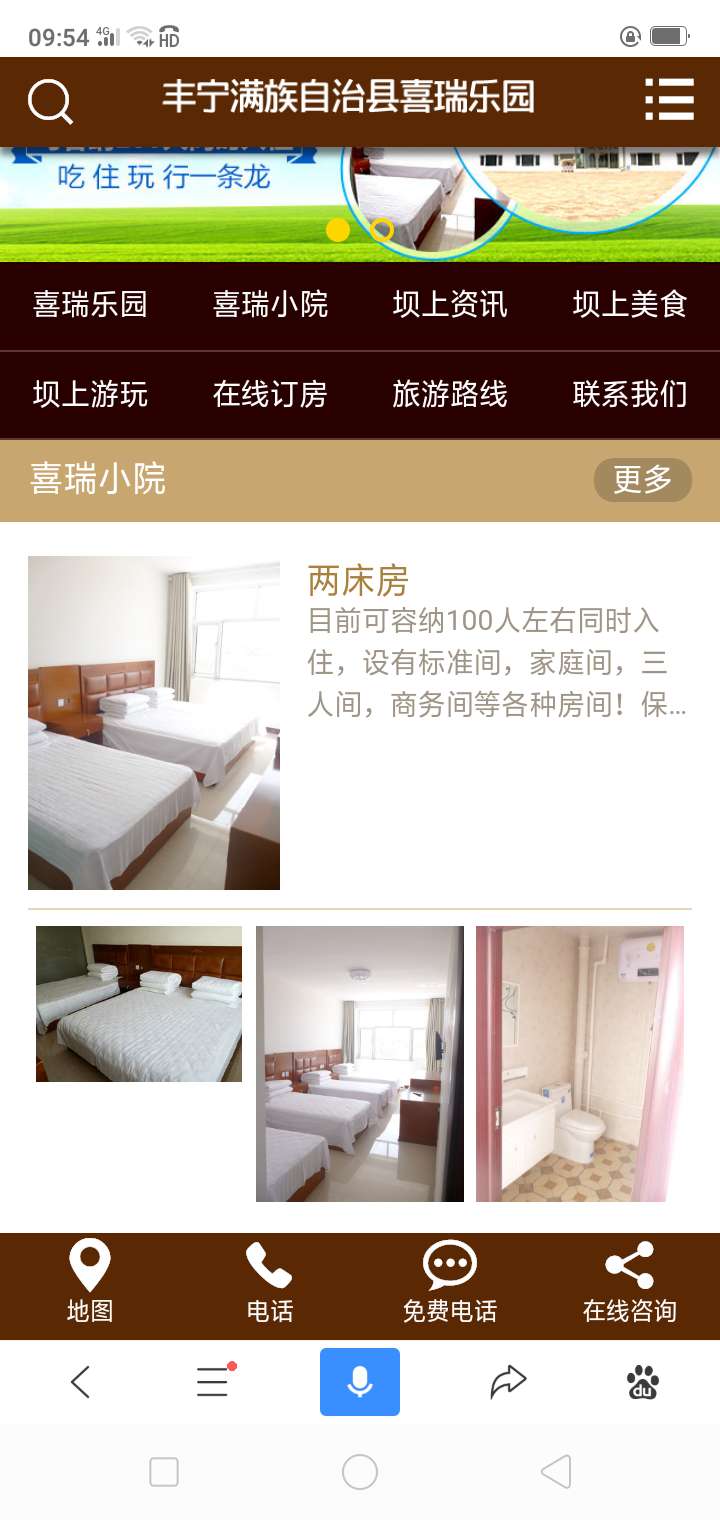 09:54 4G HD
丰宁满族自治县喜瑞乐园
吃住玩行一条龙
喜瑞乐园 喜瑞小院 坝上资讯 坝上美食
坝上游玩 在线订房 旅游路线 联系我们
喜瑞小院 更多
两床房
目前可容纳100人左右同时入
住，设有标准间，家庭间，三
人间，商务间等各种房间！保...
地图 电话 免费电话 在线咨询
du